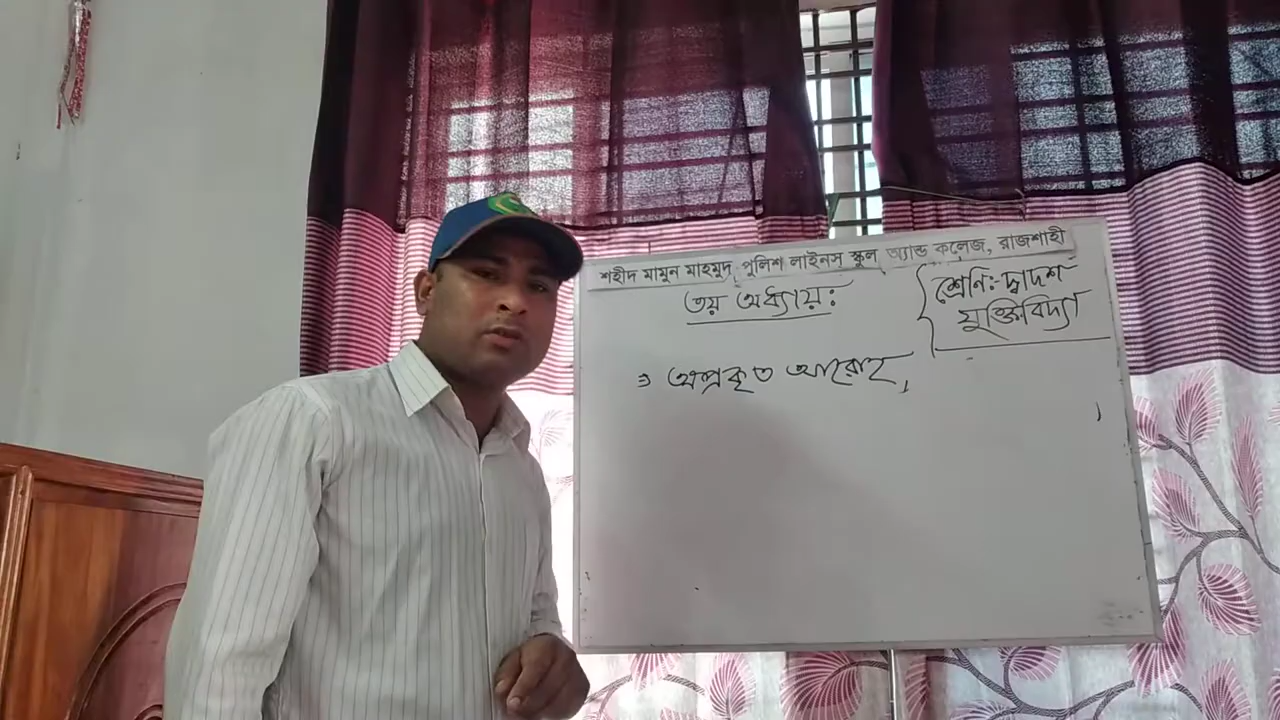 শহীদ মামুন মাহমুদ পুলিশ লাইনস্ স্কুল অ্যান্ড কলেজ, রাজশাহী
৩য় অধ্যায়ঃ
শ্রেণিঃ- দ্বাদশ
যুক্তিবিদ্যা
অপ্রকৃত আরোহ,